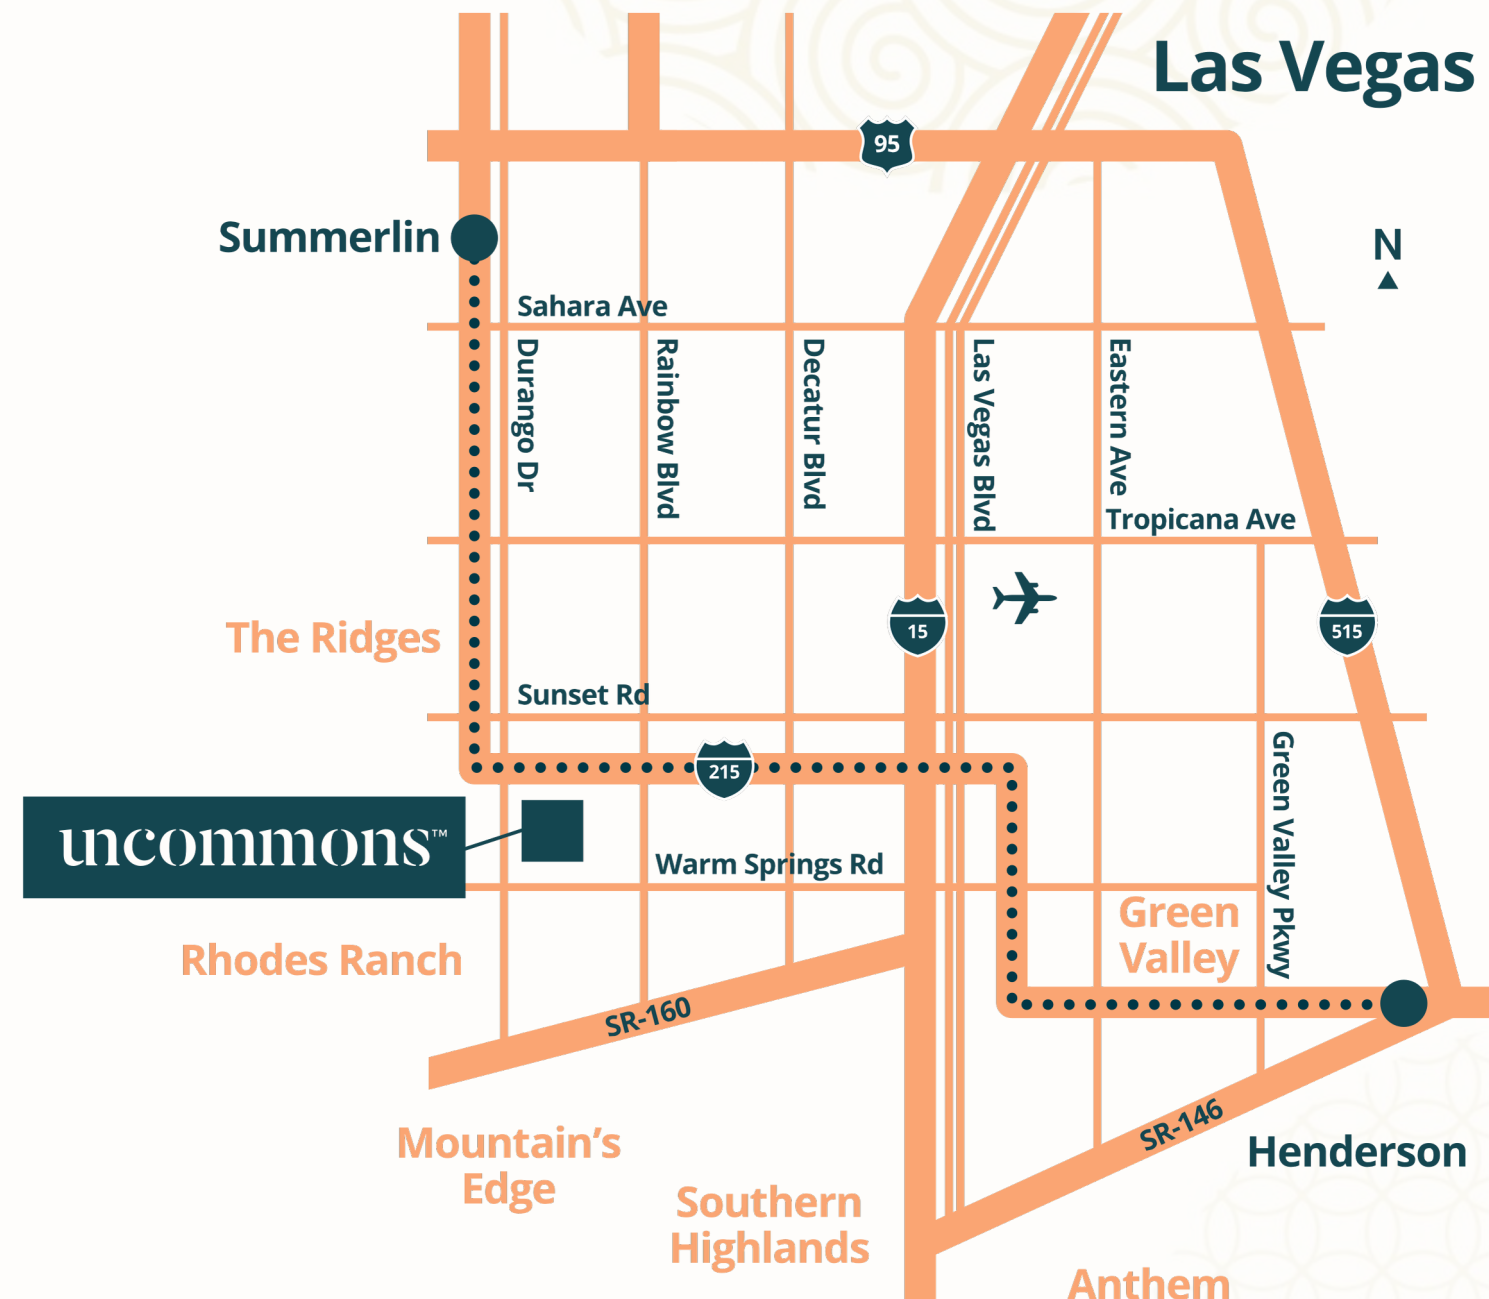 Las Vegas
95
Summerlin
N
Sahara Ave
Durango Dr
Rainbow Blvd
Decatur Blvd
Las Vegas Blvd
Eastern Ave
Tropicana Ave
The Ridges
15
515
Sunset Rd
215
Green Valley Pkwy
uncommons™
Warm Springs Rd
Green
Valley
Rhodes Ranch
SR-160
SR-146
Mountain’s
Edge
Henderson
Southern
Highlands
Anthem